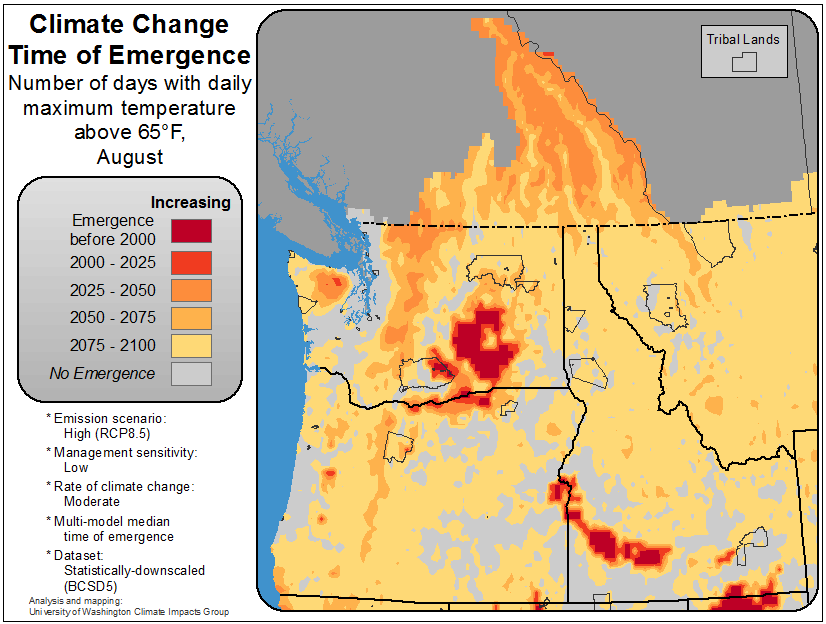 Climate Change
Time of Emergence
Number of days with daily
maximum temperature
above 65°F,
August
Increasing
Emergence
before 2000
2000 - 2025
2025 - 2050
2050 - 2075
2075 - 2100
No Emergence
* Emission scenario:
High (RCP8.5)
* Management sensitivity:
Low
* Rate of climate change:
Moderate
* Multi-model median
time of emergence
* Dataset:
Statistically-downscaled
(BCSD5)
Analysis and mapping:
University of Washington Climate Impacts Group
Tribal Lands